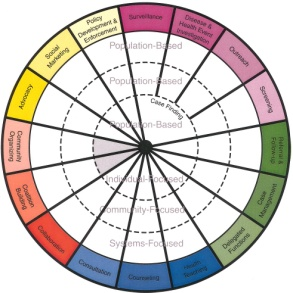 Surveillance
Disease &
Health Event
Investigation
Outreach
Screening
Referral &
Follow-up
Case
Management
Delegated
Functions
Health
Teaching
Counseling
Consultation
Collaboration
Coalition
Building
Community
Organizing
Advocacy
Social
Marketing
Policy
Development &
Enforcement
Population-Based
Population-Based
Case Finding
Population-Based
Individual-Focused
Community-Focused
Systems-Focused